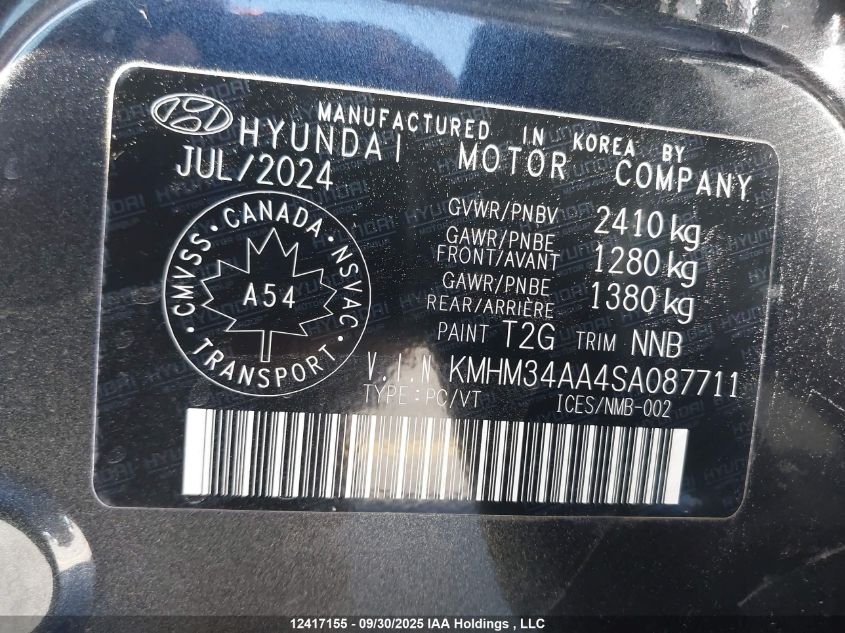 MANUFACTURED IN KOREA BY
HYUNDAI MOTOR COMPANY
JUL/2024
GVWR/PNBV 2410 kg
GAWR/PNBE
FRONT/AVANT 1280 kg
GAWR/PNBE
REAR/ARRIÈRE 1380 kg
PAINT T2G TRIM NNB
CMVSS · CANADA · NSVAC
A54
· TRANSPORT ·
V.I.N KMHM34AA4SA087711
TYPE : PC/VT ICES/NMB-002
12417155 - 09/30/2025 IAA Holdings , LLC